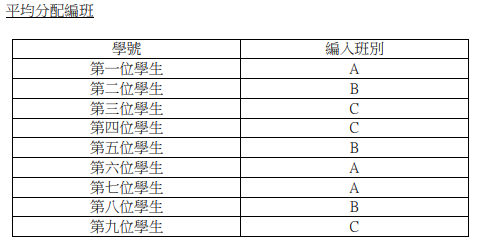 平均分配編班
學號 編入班別
第一位學生 A
第二位學生 B
第三位學生 C
第四位學生 C
第五位學生 B
第六位學生 A
第七位學生 A
第八位學生 B
第九位學生 C